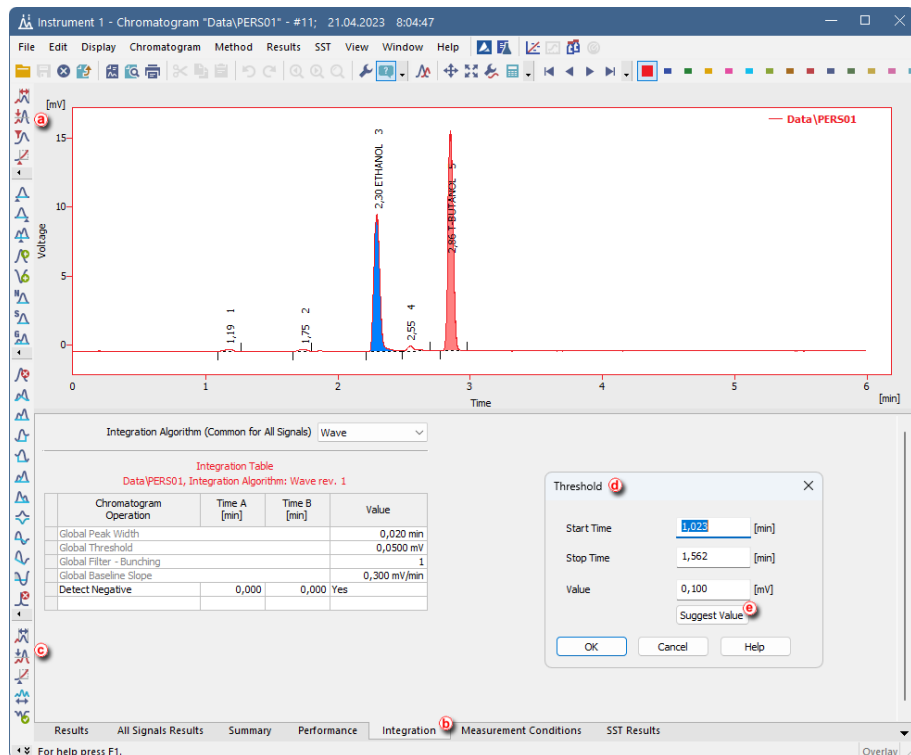 Instrument 1 - Chromatogram "Data\PERS01" - #11; 21.04.2023 8:04:47
File Edit Display Chromatogram Method Results SST View Window Help
[mV]
a
Data\PERS01
15
10
5
0
Voltage
1,19 1
1,75 2
2,30 ETHANOL 3
2,55 4
2,86 T-BUTANOL 5
0 1 2 3 4 5 6
Time
[min]
Integration Algorithm (Common for All Signals) Wave
Integration Table
Data\PERS01, Integration Algorithm: Wave rev. 1
Chromatogram Operation Time A [min] Time B [min] Value
Global Peak Width 0,020 min
Global Threshold 0,0500 mV
Global Filter - Bunching 1
Global Baseline Slope 0,300 mV/min
Detect Negative 0,000 0,000 Yes
Threshold d
Start Time 1,023 [min]
Stop Time 1,562 [min]
Value 0,100 [mV]
Suggest Value e
OK Cancel Help
c
Results All Signals Results Summary Performance Integration b Measurement Conditions SST Results
For help press F1. Overlay